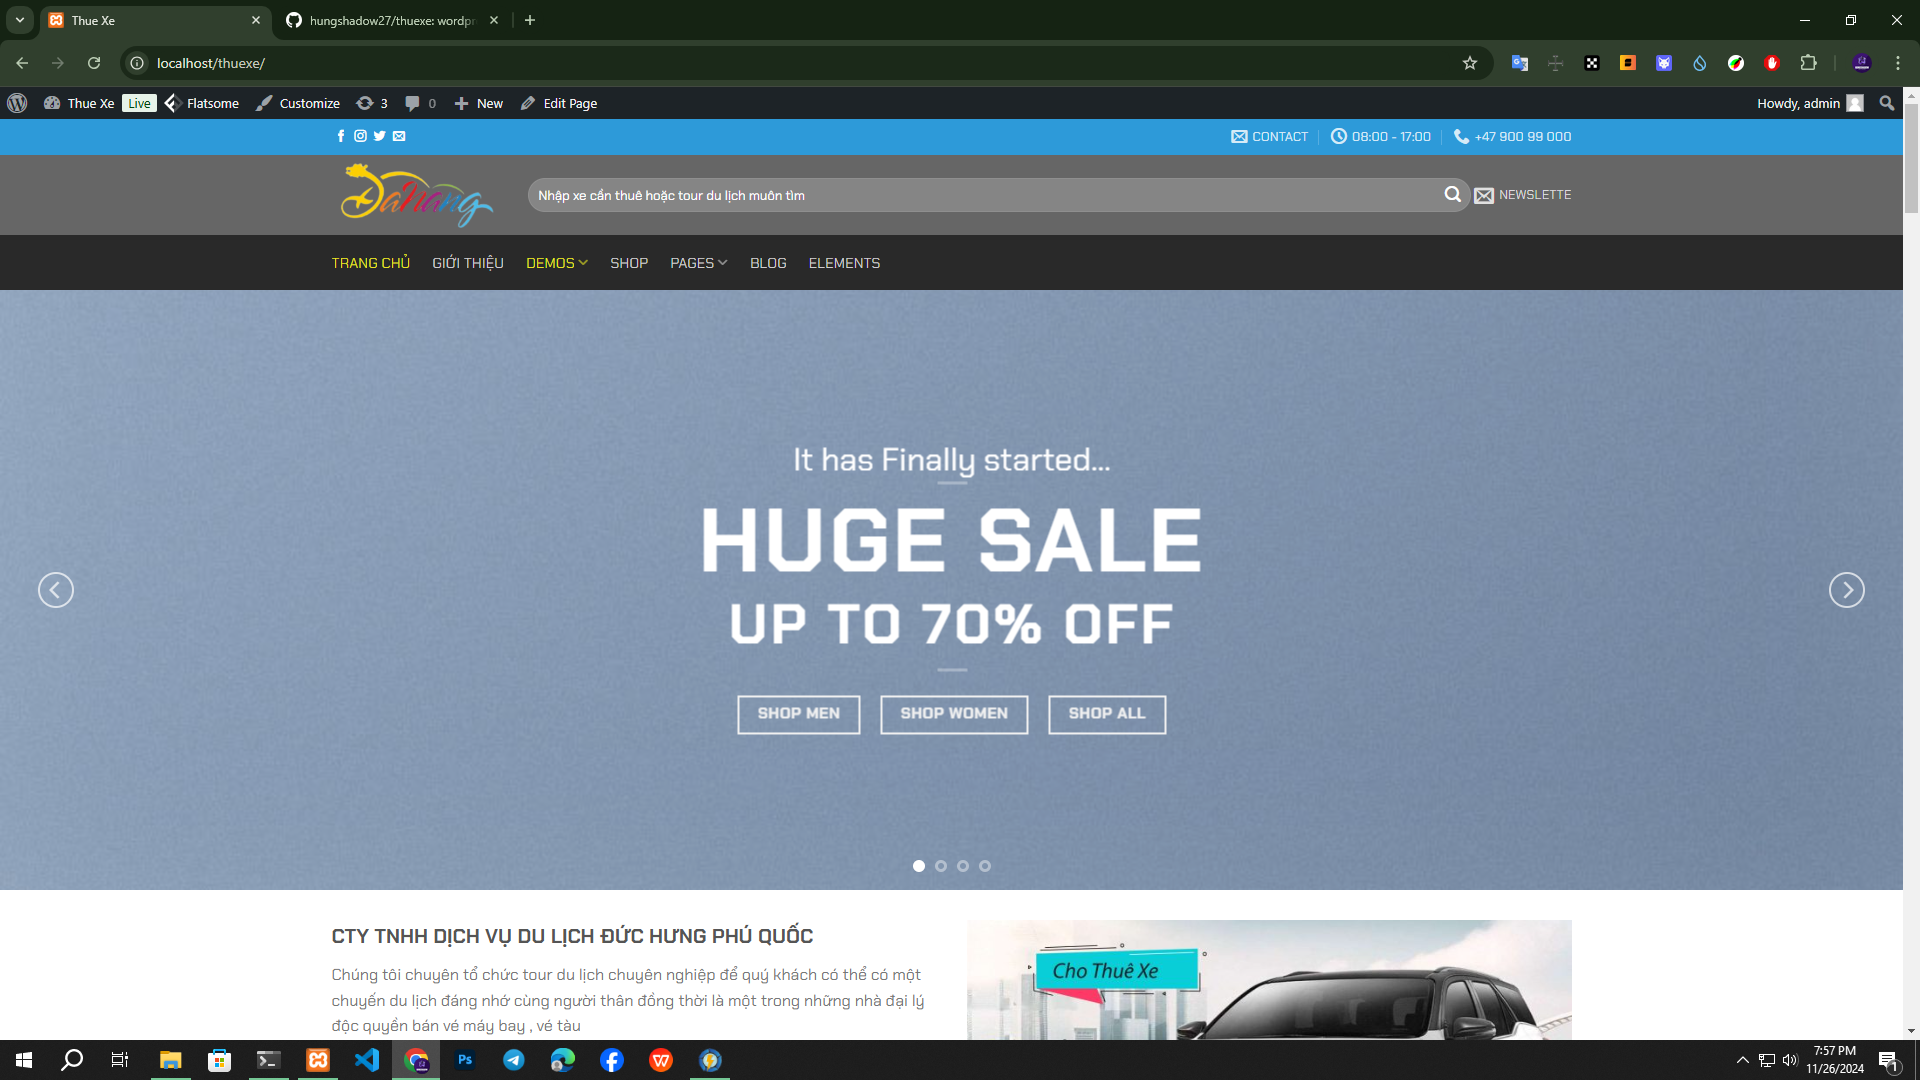 Thue Xe
hungshadow27/thuexe: wordpr
localhost/thuexe/
Thue Xe Live Flatsome Customize 3 0 New Edit Page Howdy, admin
CONTACT 08:00 - 17:00 +47 900 99 000
DaNang Nhập xe cần thuê hoặc tour du lịch muôn tìm NEWSLETTE
TRANG CHỦ GIỚI THIỆU DEMOS SHOP PAGES BLOG ELEMENTS
It has Finally started...
HUGE SALE
UP TO 70% OFF
SHOP MEN SHOP WOMEN SHOP ALL
CTY TNHH DỊCH VỤ DU LỊCH ĐỨC HƯNG PHÚ QUỐC
Chúng tôi chuyên tổ chức tour du lịch chuyên nghiệp để quý khách có thể có một
chuyến du lịch đáng nhớ cùng người thân đồng thời là một trong những nhà đại lý
độc quyền bán vé máy bay , vé tàu
Cho Thuê Xe
Ps
7:57 PM
11/26/2024
1